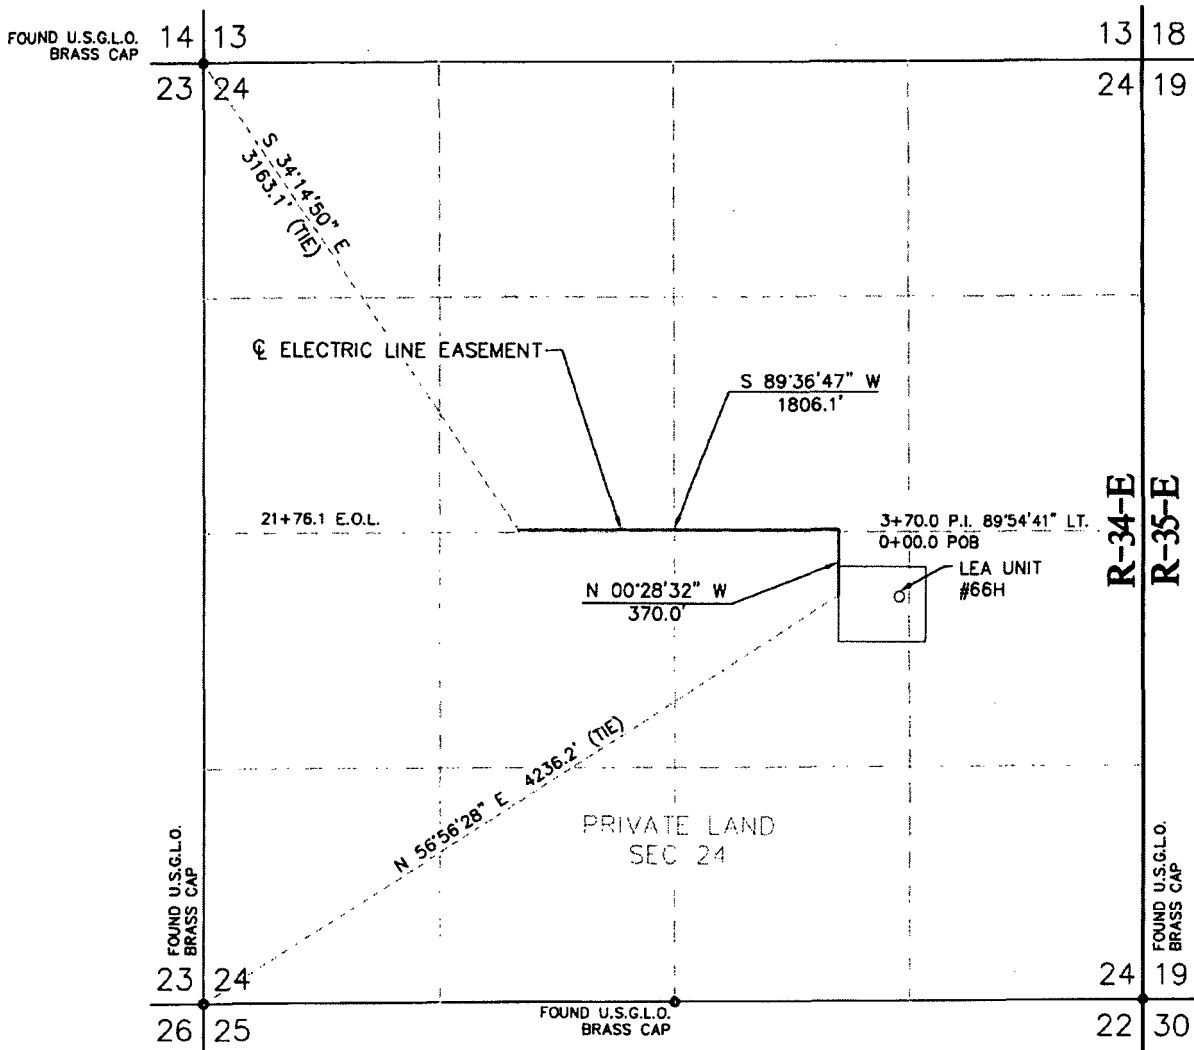 FOUND U.S.G.L.O.
BRASS CAP
14 13
13 18
23 24
24 19
S 34°14'50" E
3163.1' (TIE)
℄ ELECTRIC LINE EASEMENT
S 89°36'47" W
1806.1'
R-34-E
R-35-E
21+76.1 E.O.L.
3+70.0 P.I. 89°54'41" LT.
0+00.0 POB
LEA UNIT
#66H
N 00°28'32" W
370.0'
N 56°56'28" E 4236.2' (TIE)
PRIVATE LAND
SEC 24
FOUND U.S.G.L.O.
BRASS CAP
FOUND U.S.G.L.O.
BRASS CAP
23 24
24 19
FOUND U.S.G.L.O.
BRASS CAP
26 25
22 30